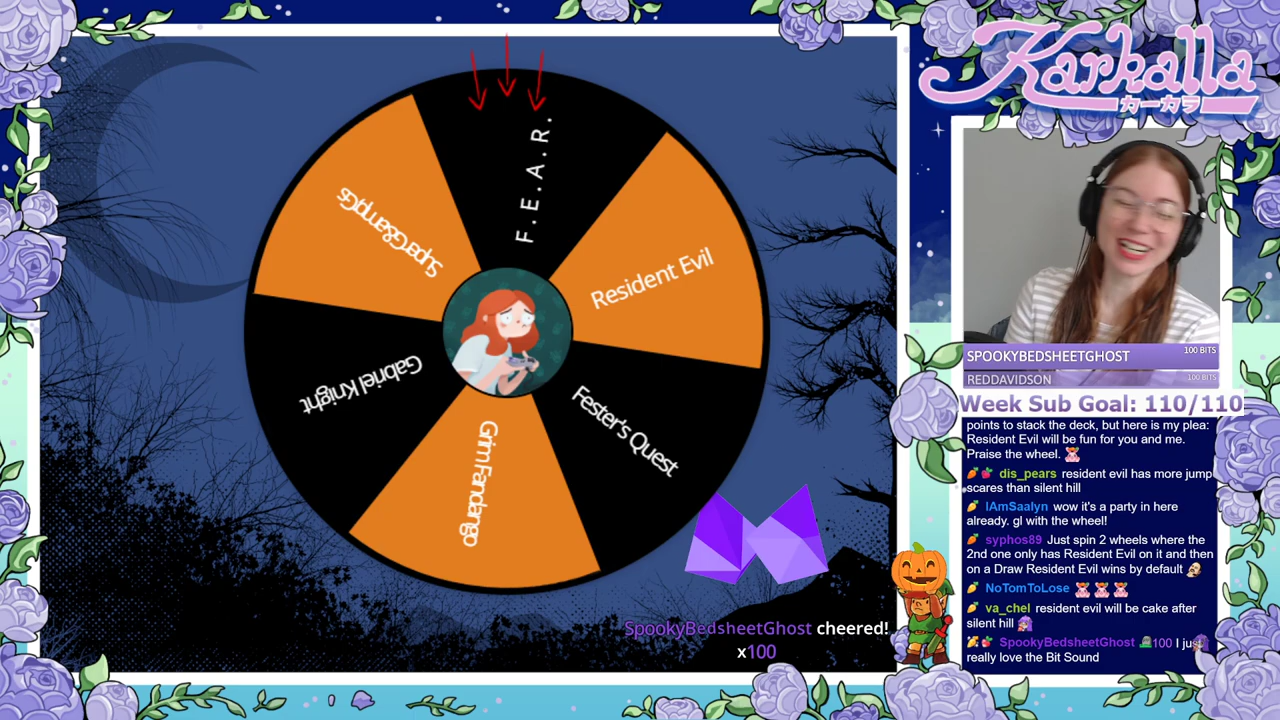 F.E.A.R.
Resident Evil
Fester's Quest
Grim Fandango
Gabriel Knight
SpookyBedsheetGhost cheered!
x100
Karkalla
カーカラ
SPOOKYBEDSHEETGHOST 100 BITS
REDDAVIDSON 100 BITS
Week Sub Goal: 110/110
points to stack the deck, but here is my plea:
Resident Evil will be fun for you and me.
Praise the wheel.
dis_pears resident evil has more jump
scares than silent hill
IAmSaalyn wow it's a party in here
already. gl with the wheel!
syphos89 Just spin 2 wheels where the
2nd one only has Resident Evil on it and then
on a Draw Resident Evil wins by default
NoTomToLose
va_chel resident evil will be cake after
silent hill
SpookyBedsheetGhost 100 I just
really love the Bit Sound